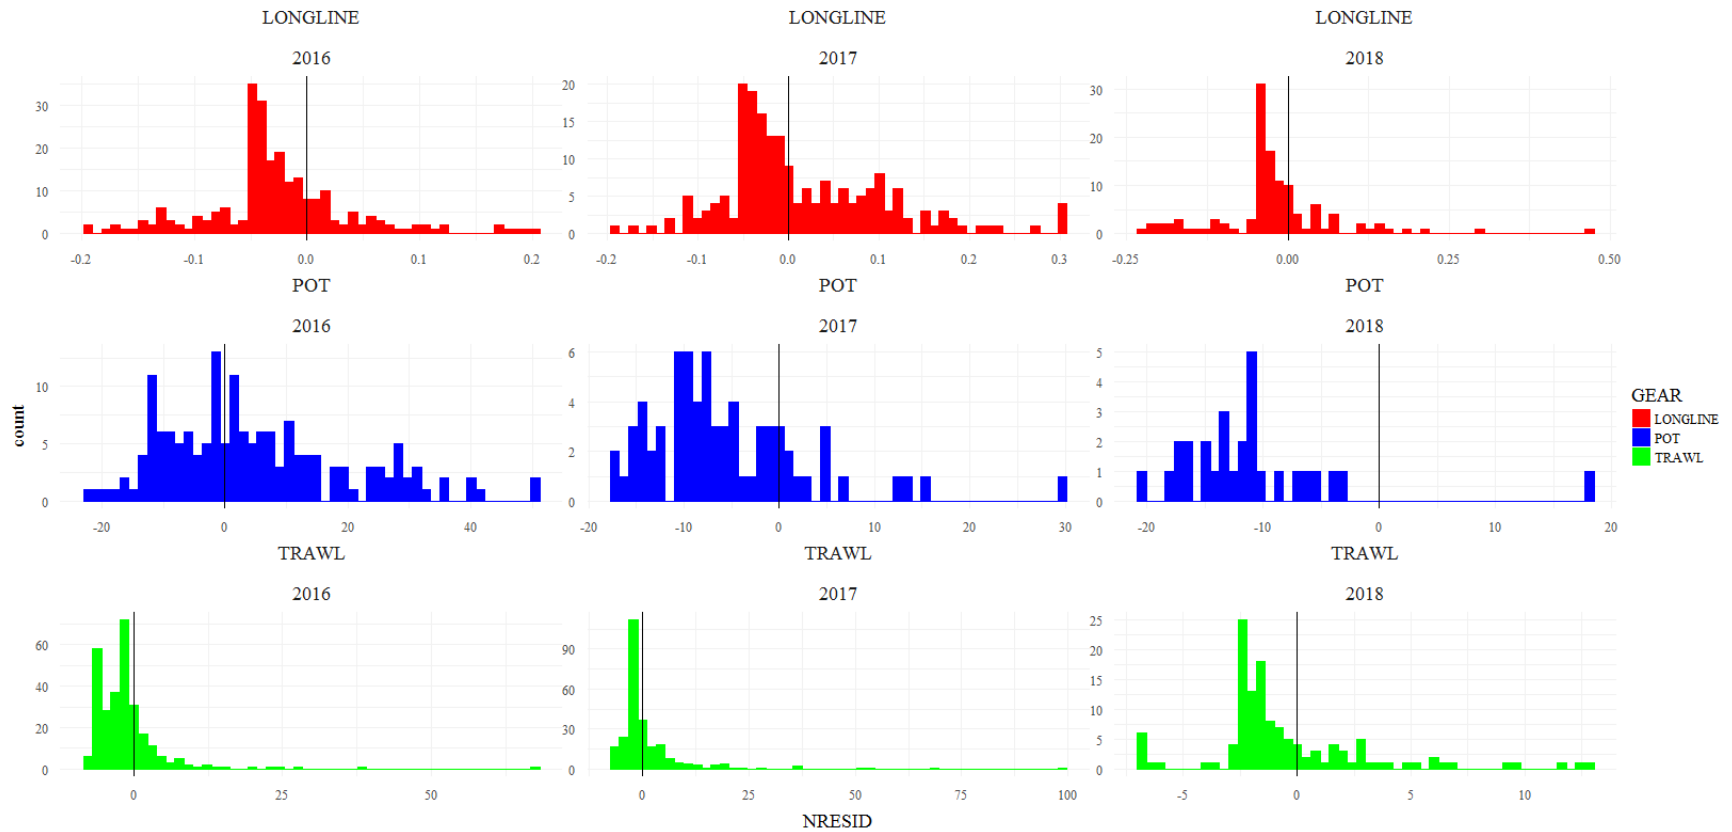 LONGLINE LONGLINE LONGLINE
2016 2017 2018
30
20
10
0
-0.2 -0.1 0.0 0.1 0.2
20
15
10
5
0
-0.2 -0.1 0.0 0.1 0.2 0.3
30
20
10
0
-0.25 0.00 0.25 0.50
POT POT POT
2016 2017 2018
count
10
5
0
-20 0 20 40
6
4
2
0
-20 -10 0 10 20 30
5
4
3
2
1
0
-20 -10 0 10 20
TRAWL TRAWL TRAWL
2016 2017 2018
60
40
20
0
0 25 50
90
60
30
0
0 25 50 75 100
25
20
15
10
5
0
-5 0 5 10
NRESID
GEAR
LONGLINE
POT
TRAWL